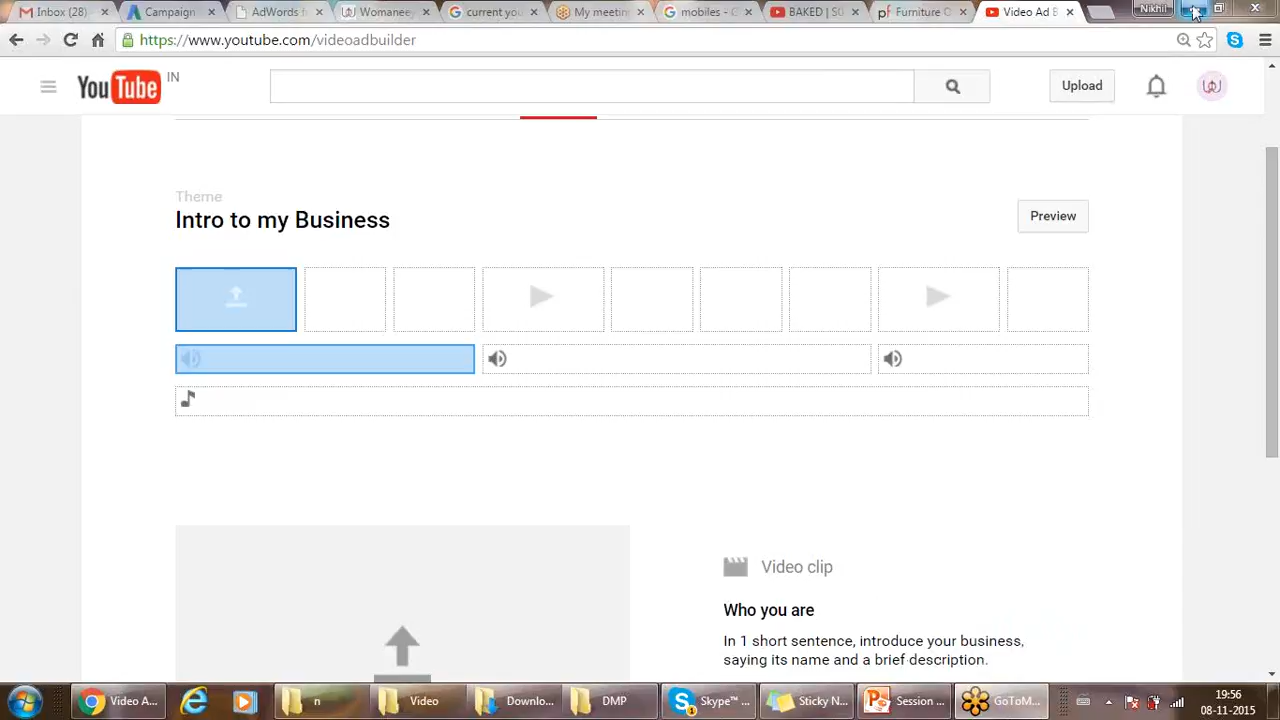 Inbox (28)
Campaign
AdWords f
Womanee
current you
My meetin
mobiles - G
BAKED | S
Furniture O
Video Ad B
Nikhil
https://www.youtube.com/videoadbuilder
YouTube IN
Upload
Theme
Intro to my Business
Preview
Video clip
Who you are
In 1 short sentence, introduce your business,
saying its name and a brief description.
Video A...
n
Video
Downlo...
DMP
Skype™ ...
Sticky N...
Session ...
GoToM...
19:56
08-11-2015